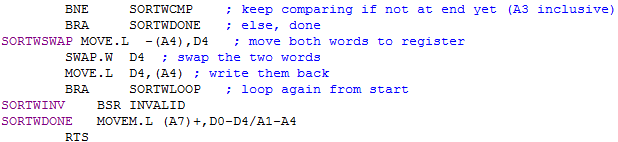 BNE SORTWCMP ; keep comparing if not at end yet (A3 inclusive)
BRA SORTWDONE ; else, done
SORTWSWAP MOVE.L -(A4),D4 ; move both words to register
SWAP.W D4 ; swap the two words
MOVE.L D4,(A4) ; write them back
BRA SORTWLOOP ; loop again from start
SORTWINV BSR INVALID
SORTWDONE MOVEM.L (A7)+,D0-D4/A1-A4
RTS